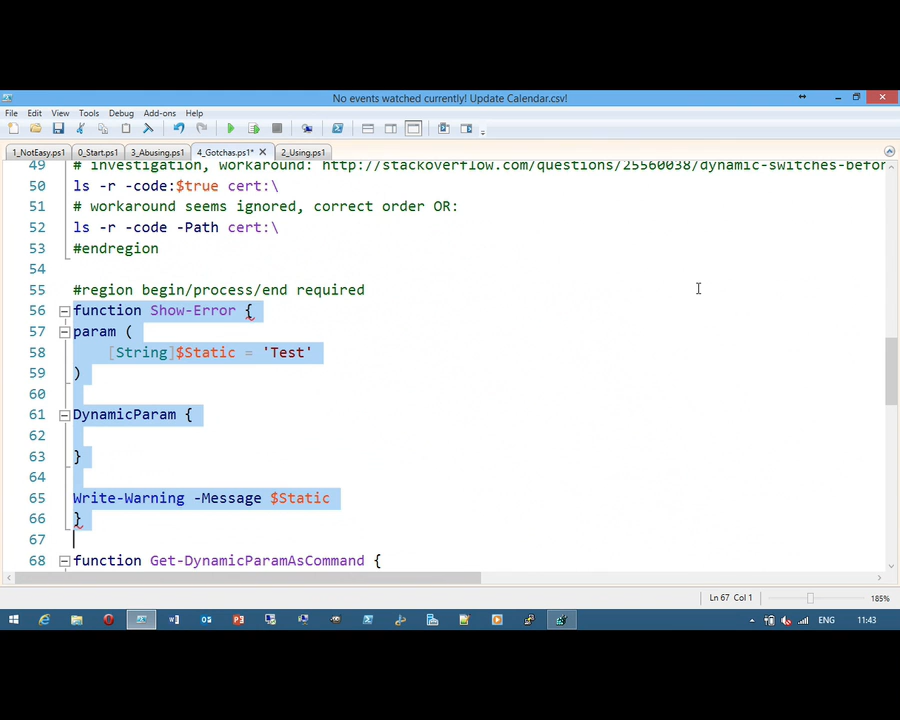 No events watched currently! Update Calendar.csv!
File Edit View Tools Debug Add-ons Help
1_NotEasy.ps1 0_Start.ps1 3_Abusing.ps1 4_Gotchas.ps1* 2_Using.ps1
49 # investigation, workaround: http://stackoverflow.com/questions/25560038/dynamic-switches-befor
50 ls -r -code:$true cert:\
51 # workaround seems ignored, correct order OR:
52 ls -r -code -Path cert:\
53 #endregion
54
55 #region begin/process/end required
56 function Show-Error {
57 param (
58 [String]$Static = 'Test'
59 )
60
61 DynamicParam {
62
63 }
64
65 Write-Warning -Message $Static
66 }
67
68 function Get-DynamicParamAsCommand {
Ln 67 Col 1 185%
ENG 11:43